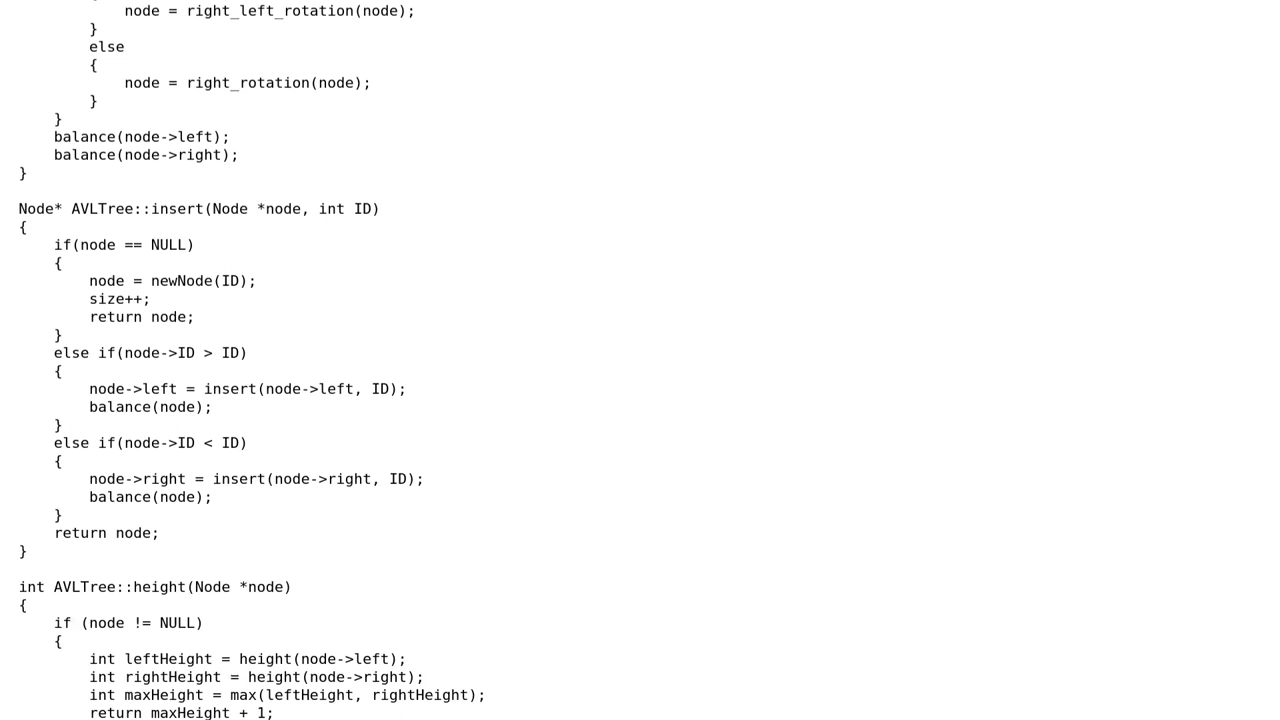 node = right_left_rotation(node);
        }
        else
        {
            node = right_rotation(node);
        }
    }
    balance(node->left);
    balance(node->right);
}

Node* AVLTree::insert(Node *node, int ID)
{
    if(node == NULL)
    {
        node = newNode(ID);
        size++;
        return node;
    }
    else if(node->ID > ID)
    {
        node->left = insert(node->left, ID);
        balance(node);
    }
    else if(node->ID < ID)
    {
        node->right = insert(node->right, ID);
        balance(node);
    }
    return node;
}

int AVLTree::height(Node *node)
{
    if (node != NULL)
    {
        int leftHeight = height(node->left);
        int rightHeight = height(node->right);
        int maxHeight = max(leftHeight, rightHeight);
        return maxHeight + 1;